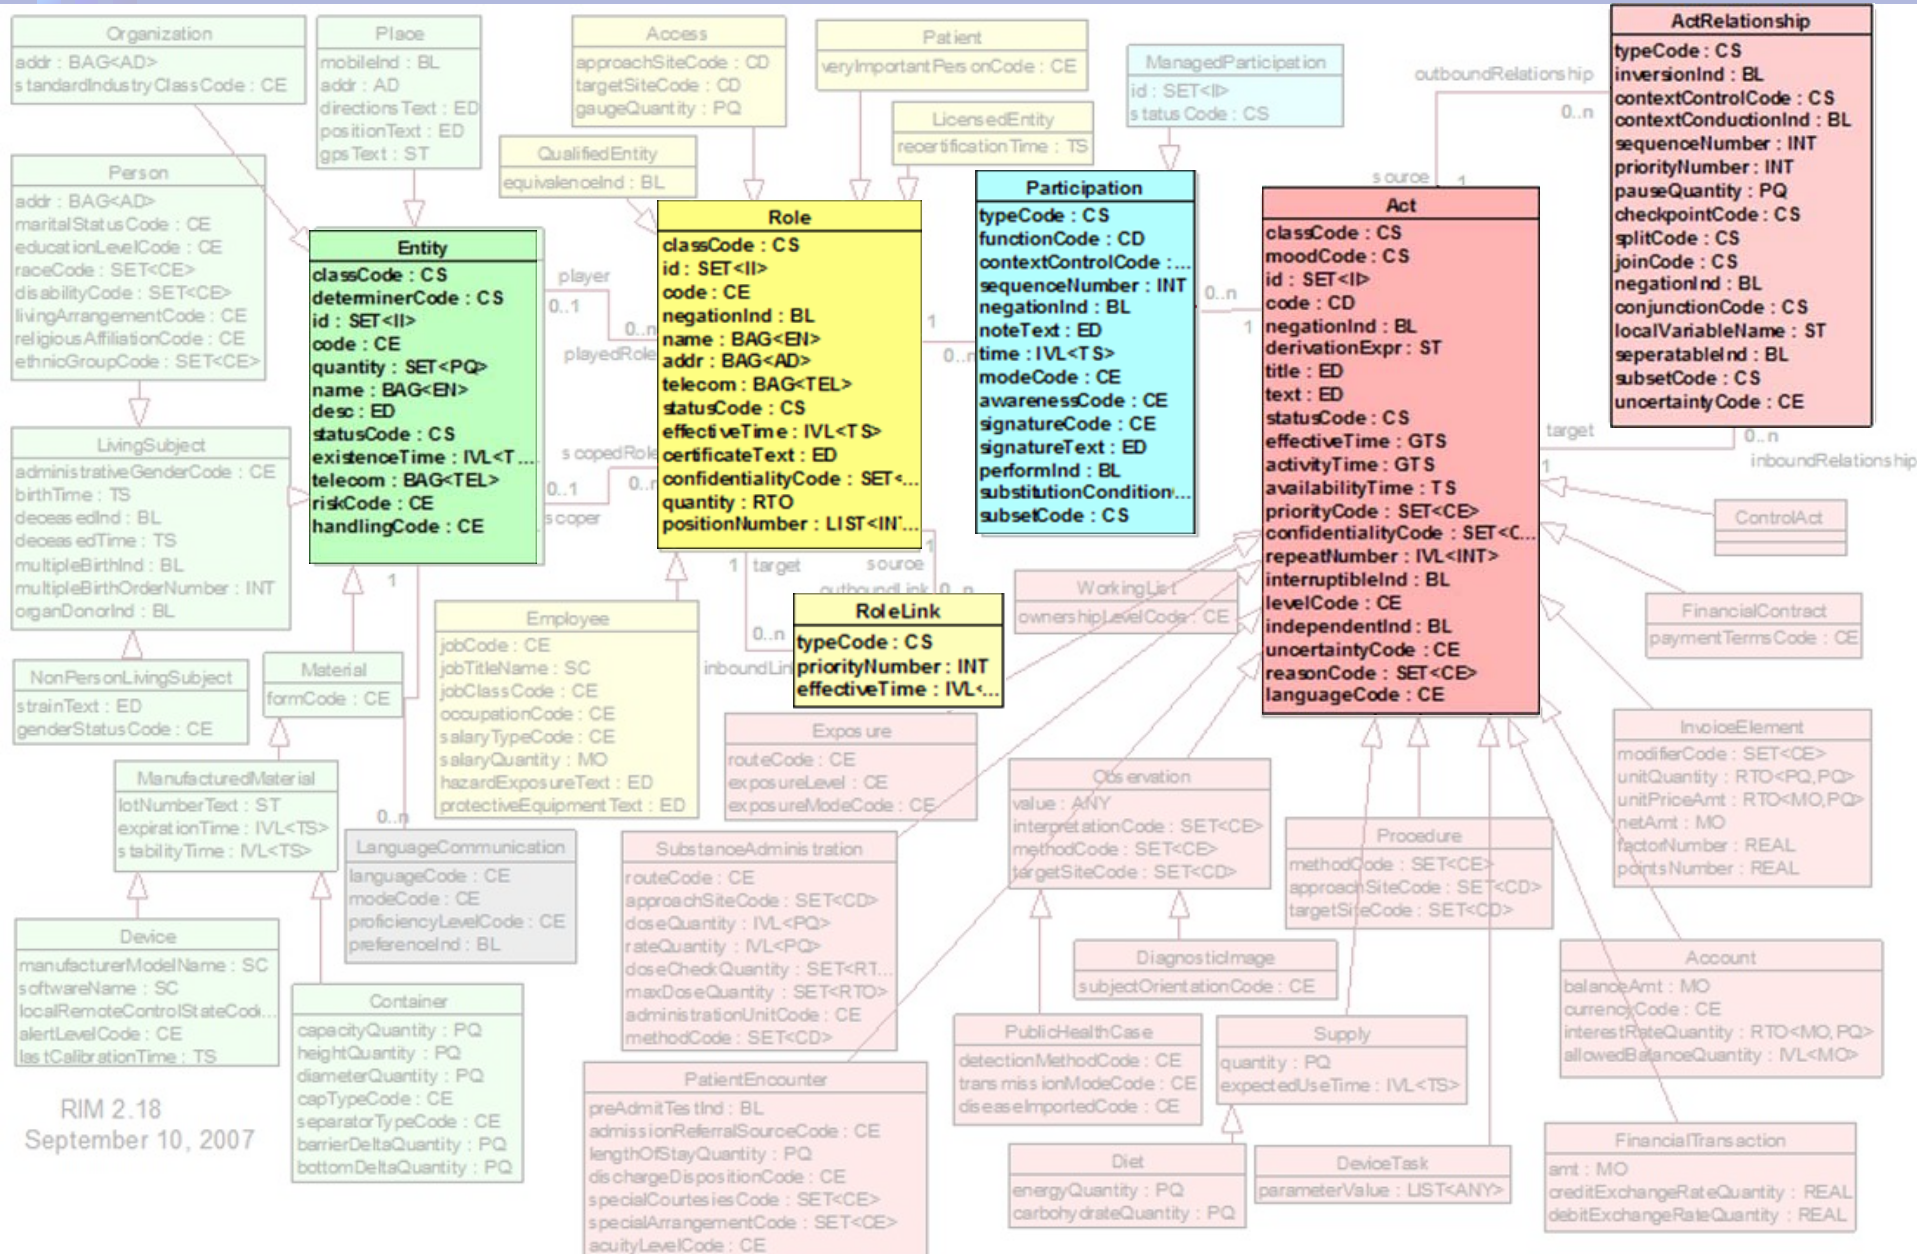 Organization
addr : BAG<AD>
standardIndustryClassCode : CE
Place
mobileInd : BL
addr : AD
directionsText : ED
positionText : ED
gpsText : ST
Access
approachSiteCode : CD
targetSiteCode : CD
gaugeQuantity : PQ
Patient
veryImportantPersonCode : CE
ManagedParticipation
id : SET<II>
statusCode : CS
outboundRelationship
0..n
source
1
ActRelationship
typeCode : CS
inversionInd : BL
contextControlCode : CS
contextConductionInd : BL
sequenceNumber : INT
priorityNumber : INT
pauseQuantity : PQ
checkpointCode : CS
splitCode : CS
joinCode : CS
negationInd : BL
conjunctionCode : CS
localVariableName : ST
seperatableInd : BL
subsetCode : CS
uncertaintyCode : CE
LicensedEntity
recertificationTime : TS
QualifiedEntity
equivalenceInd : BL
Person
addr : BAG<AD>
maritalStatusCode : CE
educationLevelCode : CE
raceCode : SET<CE>
disabilityCode : SET<CE>
livingArrangementCode : CE
religiousAffiliationCode : CE
ethnicGroupCode : SET<CE>
Entity
classCode : CS
determinerCode : CS
id : SET<II>
code : CE
quantity : SET<PQ>
name : BAG<EN>
desc : ED
statusCode : CS
existenceTime : IVL<T...
telecom : BAG<TEL>
riskCode : CE
handlingCode : CE
player
0..1
0..n
playedRole
scopedRole
0..1
0..n
scoper
Role
classCode : CS
id : SET<II>
code : CE
negationInd : BL
name : BAG<EN>
addr : BAG<AD>
telecom : BAG<TEL>
statusCode : CS
effectiveTime : IVL<TS>
certificateText : ED
confidentialityCode : SET<...
quantity : RTO
positionNumber : LIST<INT...
1
0..n
Participation
typeCode : CS
functionCode : CD
contextControlCode :...
sequenceNumber : INT
negationInd : BL
noteText : ED
time : IVL<TS>
modeCode : CE
awarenessCode : CE
signatureCode : CE
signatureText : ED
performInd : BL
substitutionCondition...
subsetCode : CS
0..n
1
Act
classCode : CS
moodCode : CS
id : SET<II>
code : CD
negationInd : BL
derivationExpr : ST
title : ED
text : ED
statusCode : CS
effectiveTime : GTS
activityTime : GTS
availabilityTime : TS
priorityCode : SET<CE>
confidentialityCode : SET<C...
repeatNumber : IVL<INT>
interruptibleInd : BL
levelCode : CE
independentInd : BL
uncertaintyCode : CE
reasonCode : SET<CE>
languageCode : CE
target
1
0..n
inboundRelationship
ControlAct
FinancialContract
paymentTermsCode : CE
LivingSubject
administrativeGenderCode : CE
birthTime : TS
deceasedInd : BL
deceasedTime : TS
multipleBirthInd : BL
multipleBirthOrderNumber : INT
organDonorInd : BL
1
1
target
source
1
outboundLink
0..n
0..n
inboundLink
RoleLink
typeCode : CS
priorityNumber : INT
effectiveTime : IVL<...
WorkingList
ownershipLevelCode : CE
NonPersonLivingSubject
strainText : ED
genderStatusCode : CE
Material
formCode : CE
Employee
jobCode : CE
jobTitleName : SC
jobClassCode : CE
occupationCode : CE
salaryTypeCode : CE
salaryQuantity : MO
hazardExposureText : ED
protectiveEquipmentText : ED
Exposure
routeCode : CE
exposureLevel : CE
exposureModeCode : CE
Observation
value : ANY
interpretationCode : SET<CE>
methodCode : SET<CE>
targetSiteCode : SET<CD>
InvoiceElement
modifierCode : SET<CE>
unitQuantity : RTO<PQ,PQ>
unitPriceAmt : RTO<MO,PQ>
netAmt : MO
factorNumber : REAL
pointsNumber : REAL
ManufacturedMaterial
lotNumberText : ST
expirationTime : IVL<TS>
stabilityTime : IVL<TS>
0..n
LanguageCommunication
languageCode : CE
modeCode : CE
proficiencyLevelCode : CE
preferenceInd : BL
SubstanceAdministration
routeCode : CE
approachSiteCode : SET<CD>
doseQuantity : IVL<PQ>
rateQuantity : IVL<PQ>
doseCheckQuantity : SET<RT...
maxDoseQuantity : SET<RTO>
administrationUnitCode : CE
methodCode : SET<CD>
Procedure
methodCode : SET<CE>
approachSiteCode : SET<CD>
targetSiteCode : SET<CD>
Device
manufacturerModelName : SC
softwareName : SC
localRemoteControlStateCod...
alertLevelCode : CE
lastCalibrationTime : TS
Container
capacityQuantity : PQ
heightQuantity : PQ
diameterQuantity : PQ
capTypeCode : CE
separatorTypeCode : CE
barrierDeltaQuantity : PQ
bottomDeltaQuantity : PQ
DiagnosticImage
subjectOrientationCode : CE
Account
balanceAmt : MO
currencyCode : CE
interestRateQuantity : RTO<MO,PQ>
allowedBalanceQuantity : IVL<MO>
PublicHealthCase
detectionMethodCode : CE
transmissionModeCode : CE
diseaseImportedCode : CE
Supply
quantity : PQ
expectedUseTime : IVL<TS>
PatientEncounter
preAdmitTestInd : BL
admissionReferralSourceCode : CE
lengthOfStayQuantity : PQ
dischargeDispositionCode : CE
specialCourtesiesCode : SET<CE>
specialArrangementCode : SET<CE>
acuityLevelCode : CE
Diet
energyQuantity : PQ
carbohydrateQuantity : PQ
DeviceTask
parameterValue : LIST<ANY>
FinancialTransaction
amt : MO
creditExchangeRateQuantity : REAL
debitExchangeRateQuantity : REAL
RIM 2.18
September 10, 2007